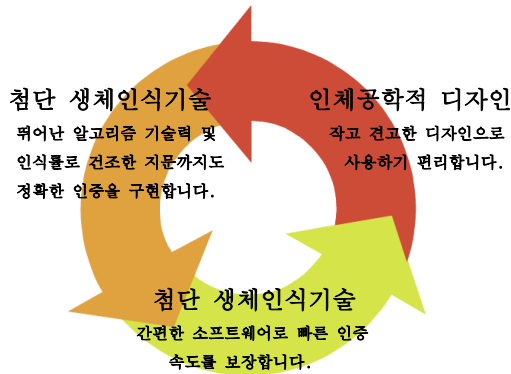 첨단 생체인식기술
뛰어난 알고리즘 기술력 및
인식률로 건조한 지문까지도
정확한 인증을 구현합니다.
인체공학적 디자인
작고 견고한 디자인으로
사용하기 편리합니다.
첨단 생체인식기술
간편한 소프트웨어로 빠른 인증
속도를 보장합니다.